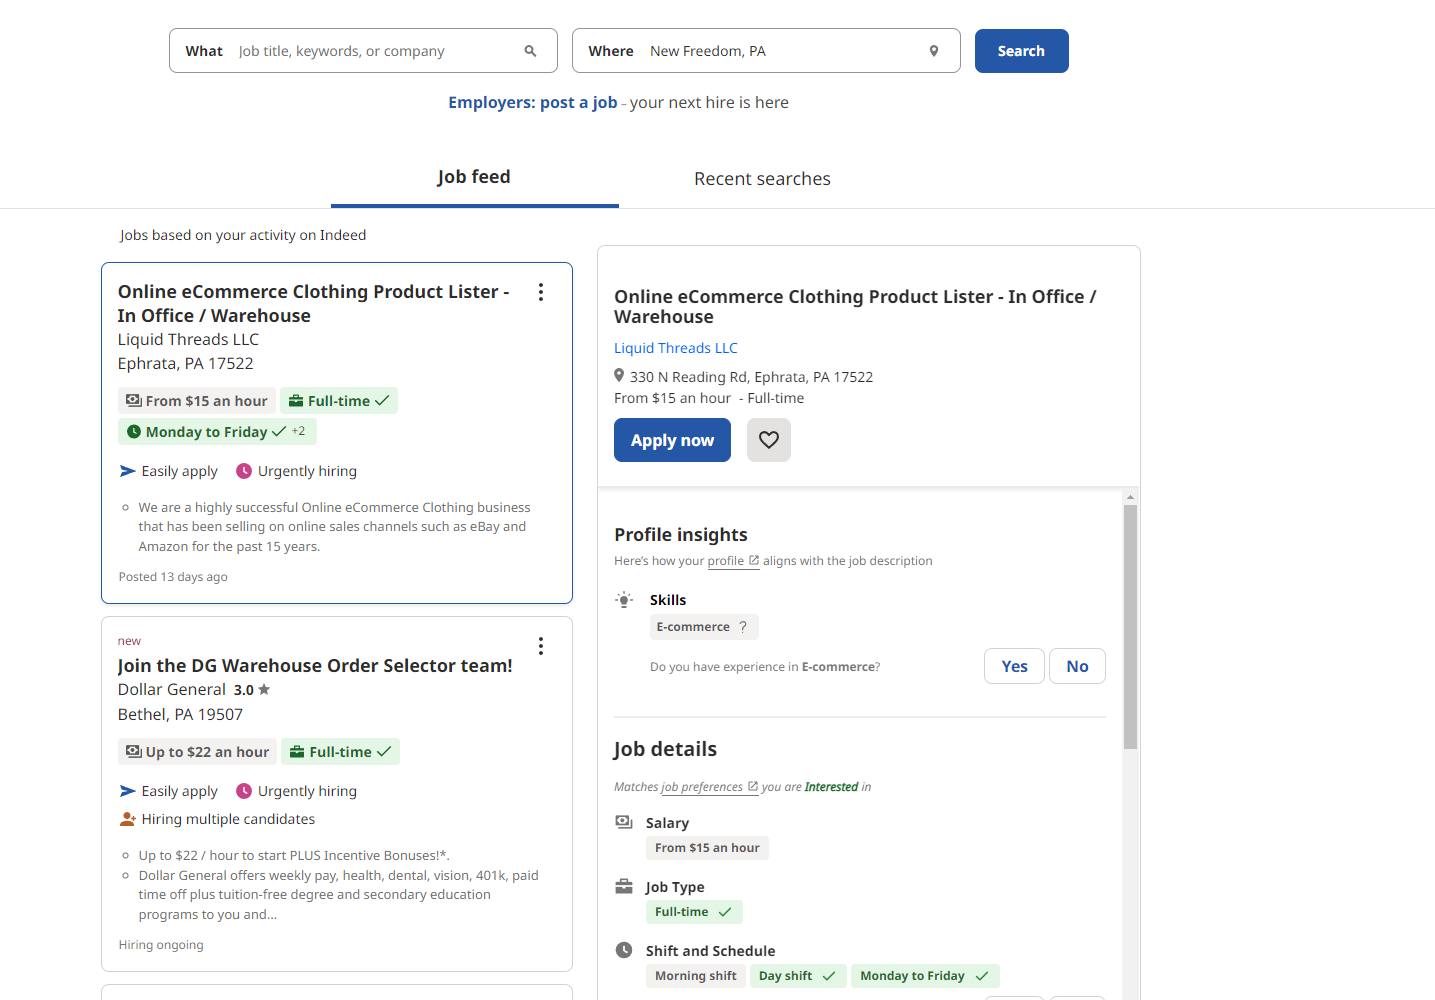 What Job title, keywords, or company
Where New Freedom, PA
Search
Employers: post a job – your next hire is here
Job feed
Recent searches
Jobs based on your activity on Indeed
Online eCommerce Clothing Product Lister -
In Office / Warehouse
Liquid Threads LLC
Ephrata, PA 17522
From $15 an hour
Full-time
Monday to Friday +2
Easily apply
Urgently hiring
We are a highly successful Online eCommerce Clothing business
that has been selling on online sales channels such as eBay and
Amazon for the past 15 years.
Posted 13 days ago
new
Join the DG Warehouse Order Selector team!
Dollar General 3.0
Bethel, PA 19507
Up to $22 an hour
Full-time
Easily apply
Urgently hiring
Hiring multiple candidates
Up to $22 / hour to start PLUS Incentive Bonuses!*.
Dollar General offers weekly pay, health, dental, vision, 401k, paid
time off plus tuition-free degree and secondary education
programs to you and...
Hiring ongoing
Online eCommerce Clothing Product Lister - In Office /
Warehouse
Liquid Threads LLC
330 N Reading Rd, Ephrata, PA 17522
From $15 an hour - Full-time
Apply now
Profile insights
Here's how your profile aligns with the job description
Skills
E-commerce ?
Do you have experience in E-commerce?
Yes
No
Job details
Matches job preferences you are Interested in
Salary
From $15 an hour
Job Type
Full-time
Shift and Schedule
Morning shift
Day shift
Monday to Friday